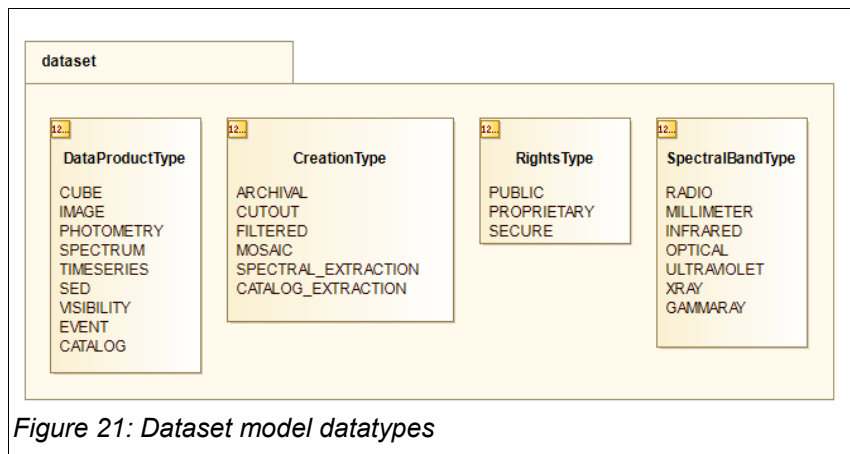 dataset
12...
DataProductType
CUBE
IMAGE
PHOTOMETRY
SPECTRUM
TIMESERIES
SED
VISIBILITY
EVENT
CATALOG
12...
CreationType
ARCHIVAL
CUTOUT
FILTERED
MOSAIC
SPECTRAL_EXTRACTION
CATALOG_EXTRACTION
12...
RightsType
PUBLIC
PROPRIETARY
SECURE
12...
SpectralBandType
RADIO
MILLIMETER
INFRARED
OPTICAL
ULTRAVIOLET
XRAY
GAMMARAY
Figure 21: Dataset model datatypes